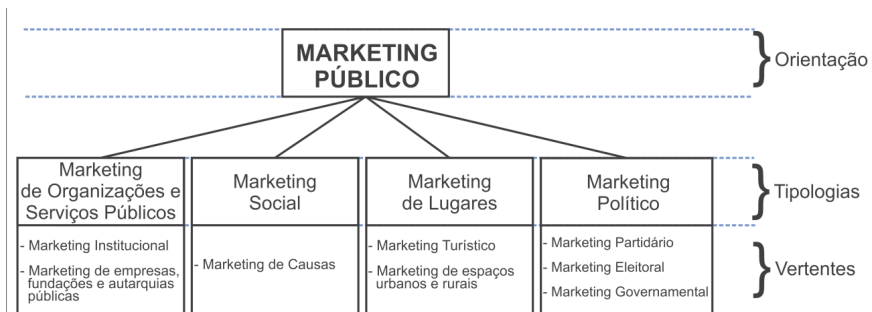 MARKETING
PÚBLICO
Orientação
Marketing
de Organizações e
Serviços Públicos
Marketing
Social
Marketing
de Lugares
Marketing
Político
Tipologias
- Marketing Institucional
- Marketing de empresas,
fundações e autarquias
públicas
- Marketing de Causas
- Marketing Turístico
- Marketing de espaços
urbanos e rurais
- Marketing Partidário
- Marketing Eleitoral
- Marketing Governamental
Vertentes